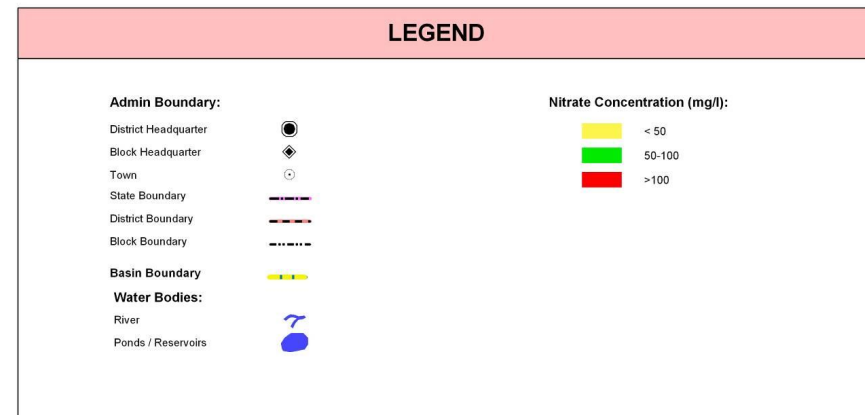 LEGEND
Admin Boundary:
District Headquarter
Block Headquarter
Town
State Boundary
District Boundary
Block Boundary
Basin Boundary
Water Bodies:
River
Ponds / Reservoirs
Nitrate Concentration (mg/l):
< 50
50-100
>100